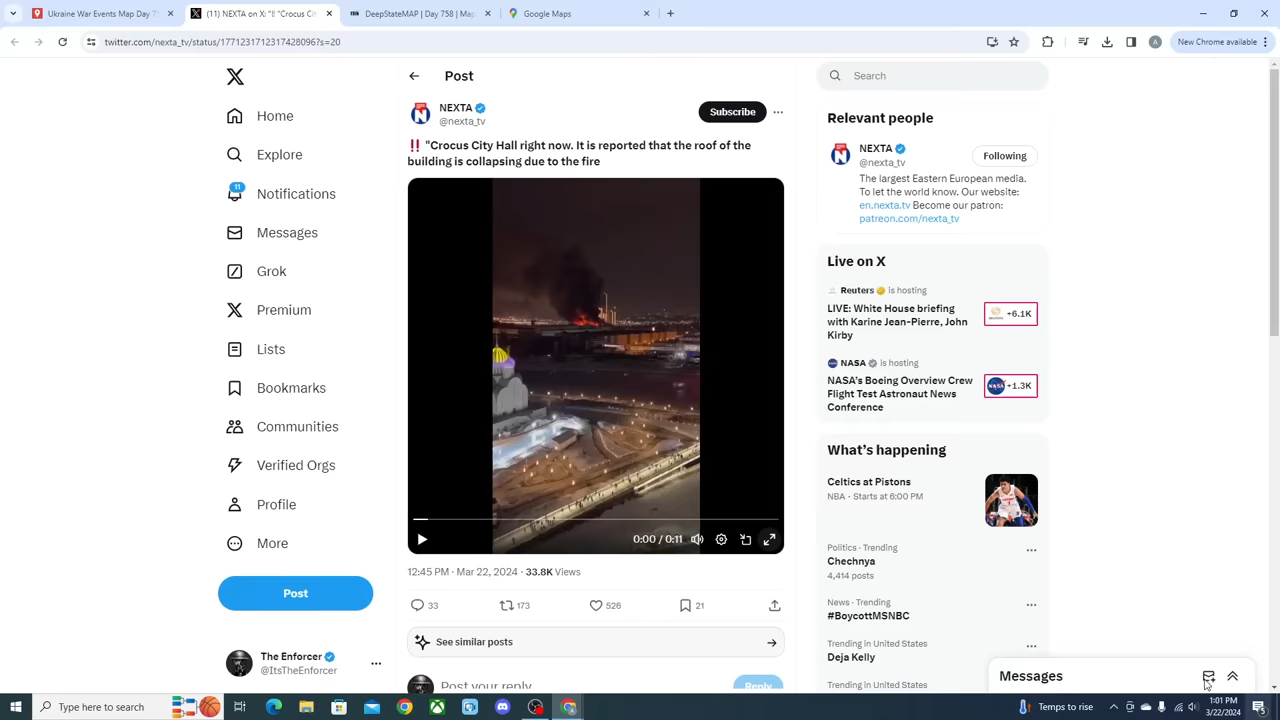 Ukraine War Events Map Day 7
(11) NEXTA on X: "‼ "Crocus Ci
DeepStateMAP | Day 758 | Map
Google Maps
twitter.com/nexta_tv/status/1771231712317428096?s=20
New Chrome available
Post
Search
Home
Explore
11
Notifications
Messages
Grok
Premium
Lists
Bookmarks
Communities
Verified Orgs
Profile
More
Post
The Enforcer
@ItsTheEnforcer
NEXTA
@nexta_tv
Subscribe
‼ "Crocus City Hall right now. It is reported that the roof of the
building is collapsing due to the fire
0:00 / 0:11
12:45 PM · Mar 22, 2024 · 33.8K Views
33
173
526
21
See similar posts
Post your reply
Reply
Relevant people
NEXTA
@nexta_tv
Following
The largest Eastern European media.
To let the world know. Our website:
en.nexta.tv Become our patron:
patreon.com/nexta_tv
Live on X
Reuters is hosting
LIVE: White House briefing
with Karine Jean-Pierre, John
Kirby
+6.1K
NASA is hosting
NASA's Boeing Overview Crew
Flight Test Astronaut News
Conference
+1.3K
What's happening
Celtics at Pistons
NBA · Starts at 6:00 PM
Politics · Trending
Chechnya
4,414 posts
News · Trending
#BoycottMSNBC
Trending in United States
Deja Kelly
Trending in United States
Messages
Type here to search
Temps to rise
1:01 PM
3/22/2024